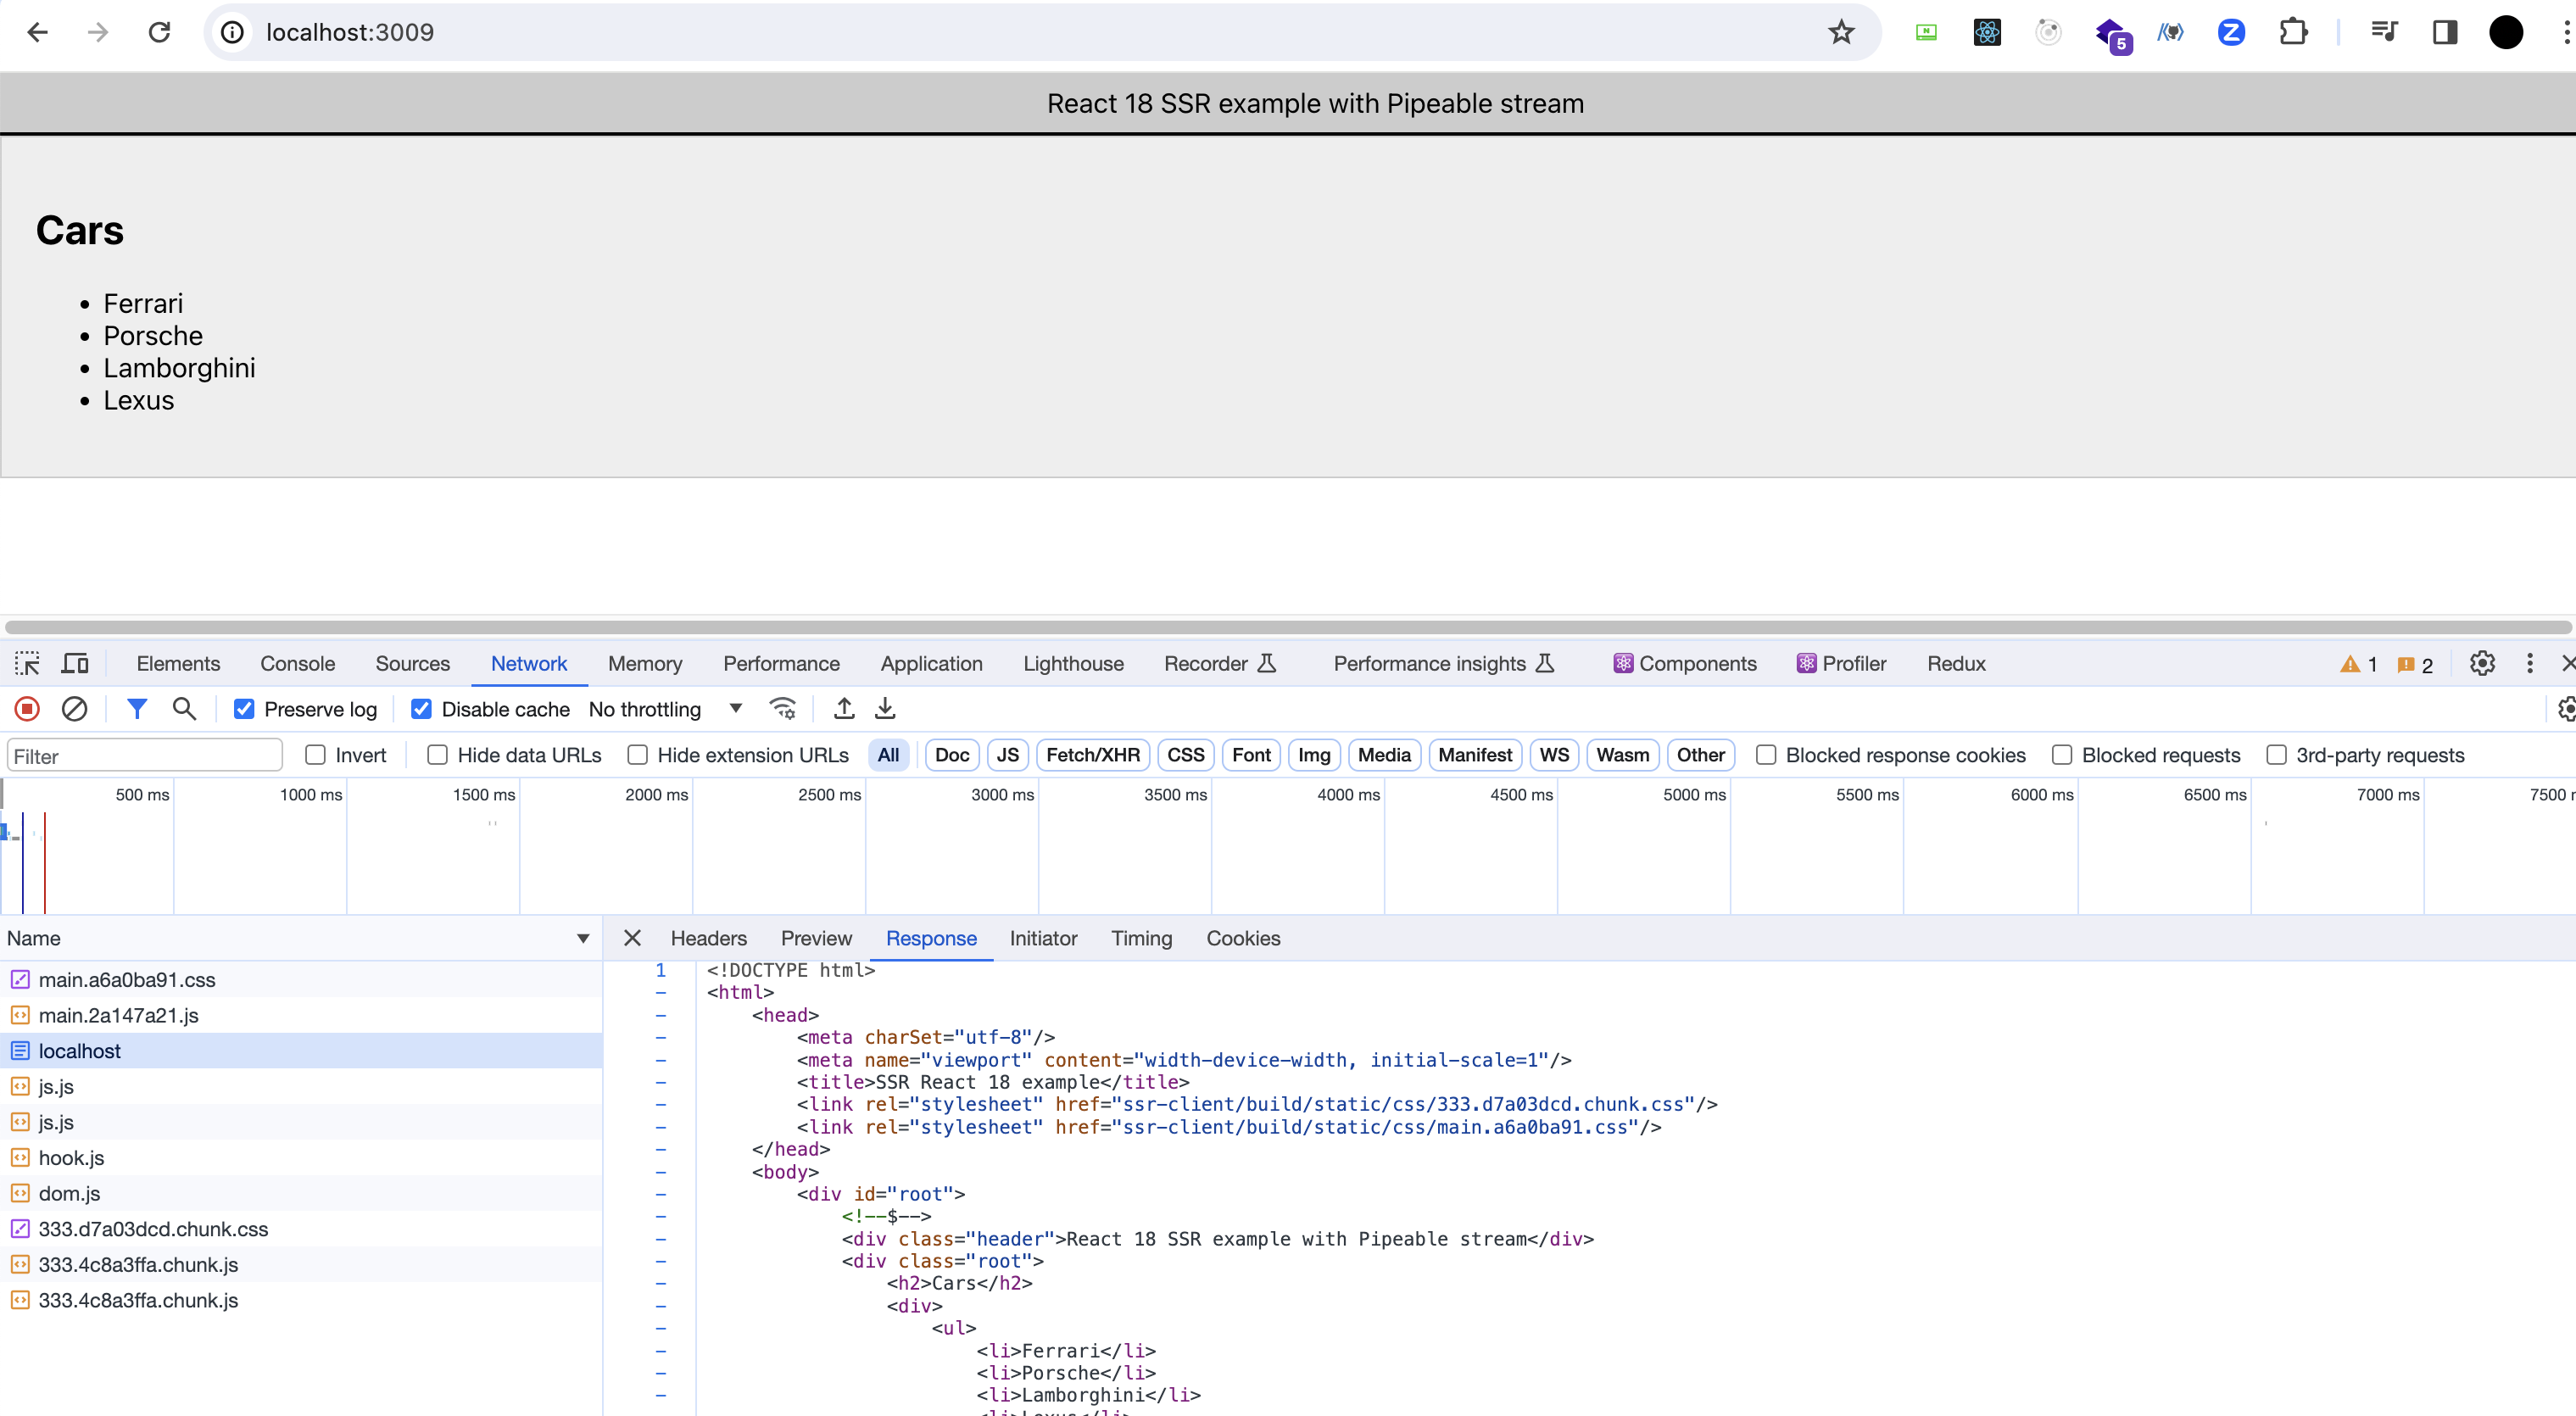 localhost:3009
5
React 18 SSR example with Pipeable stream
Cars
Ferrari
Porsche
Lamborghini
Lexus
Elements Console Sources Network Memory Performance Application Lighthouse Recorder Performance insights Components Profiler Redux 1 2
Preserve log Disable cache No throttling
Filter Invert Hide data URLs Hide extension URLs All Doc JS Fetch/XHR CSS Font Img Media Manifest WS Wasm Other Blocked response cookies Blocked requests 3rd-party requests
500 ms 1000 ms 1500 ms 2000 ms 2500 ms 3000 ms 3500 ms 4000 ms 4500 ms 5000 ms 5500 ms 6000 ms 6500 ms 7000 ms 7500
Name
main.a6a0ba91.css
main.2a147a21.js
localhost
js.js
js.js
hook.js
dom.js
333.d7a03dcd.chunk.css
333.4c8a3ffa.chunk.js
333.4c8a3ffa.chunk.js
Headers Preview Response Initiator Timing Cookies
1 <!DOCTYPE html>
- <html>
- <head>
- <meta charSet="utf-8"/>
- <meta name="viewport" content="width-device-width, initial-scale=1"/>
- <title>SSR React 18 example</title>
- <link rel="stylesheet" href="ssr-client/build/static/css/333.d7a03dcd.chunk.css"/>
- <link rel="stylesheet" href="ssr-client/build/static/css/main.a6a0ba91.css"/>
- </head>
- <body>
- <div id="root">
- <!--$-->
- <div class="header">React 18 SSR example with Pipeable stream</div>
- <div class="root">
- <h2>Cars</h2>
- <div>
- <ul>
- <li>Ferrari</li>
- <li>Porsche</li>
- <li>Lamborghini</li>
<li>Lexus</li>